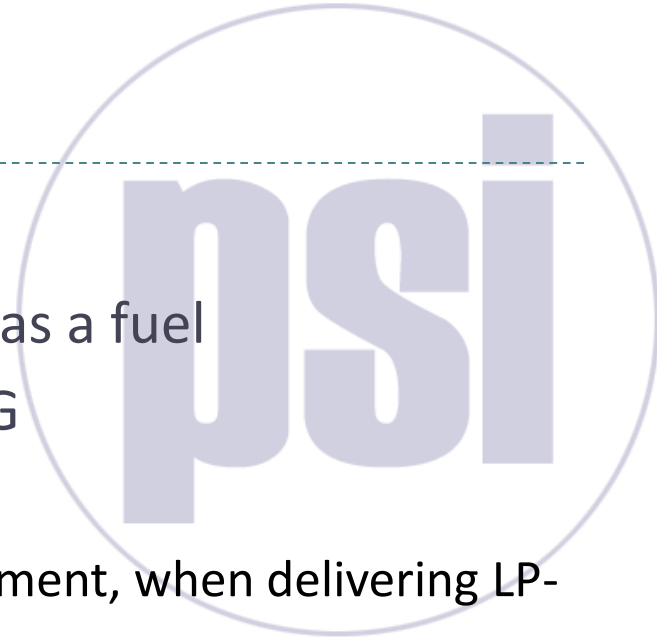 psi
as a fuel
G
ment, when delivering LP-